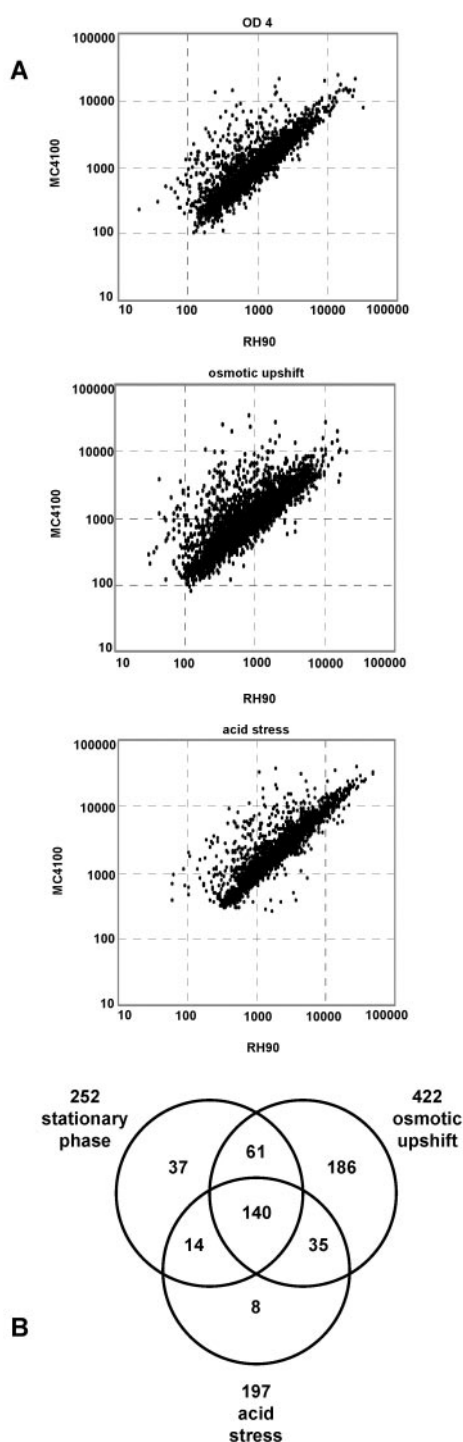 A
OD 4
100000
10000
1000
100
10
MC4100
10 100 1000 10000 100000
RH90
osmotic upshift
100000
10000
1000
100
10
MC4100
10 100 1000 10000 100000
RH90
acid stress
100000
10000
1000
100
10
MC4100
10 100 1000 10000 100000
RH90
252
stationary
phase
422
osmotic
upshift
37
61
186
140
14
35
8
B
197
acid
stress